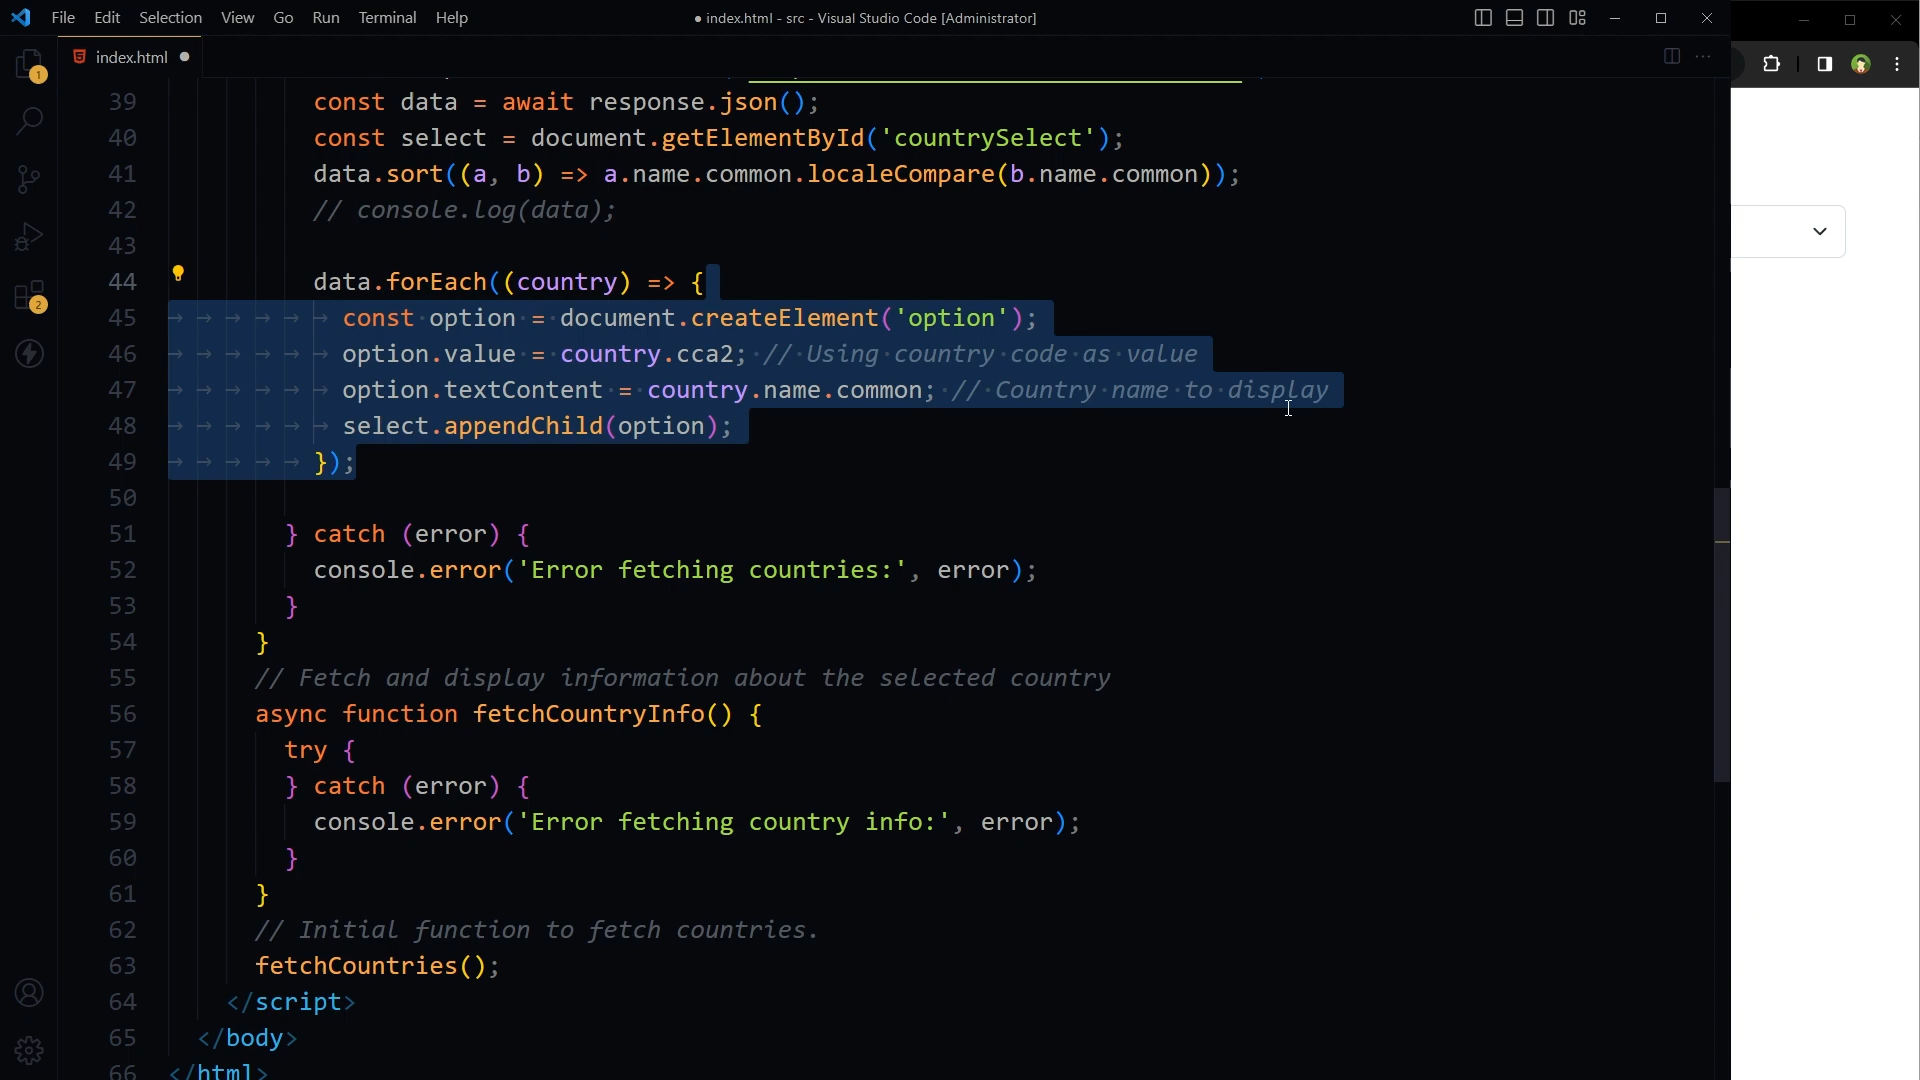 File Edit Selection View Go Run Terminal Help
● index.html - src - Visual Studio Code [Administrator]
index.html
1
2
39 const data = await response.json();
40 const select = document.getElementById('countrySelect');
41 data.sort((a, b) => a.name.common.localeCompare(b.name.common));
42 // console.log(data);
43
44 data.forEach((country) => {
45 const option = document.createElement('option');
46 option.value = country.cca2; // Using country code as value
47 option.textContent = country.name.common; // Country name to display
48 select.appendChild(option);
49 });
50
51 } catch (error) {
52 console.error('Error fetching countries:', error);
53 }
54 }
55 // Fetch and display information about the selected country
56 async function fetchCountryInfo() {
57 try {
58 } catch (error) {
59 console.error('Error fetching country info:', error);
60 }
61 }
62 // Initial function to fetch countries.
63 fetchCountries();
64 </script>
65 </body>
66 </html>